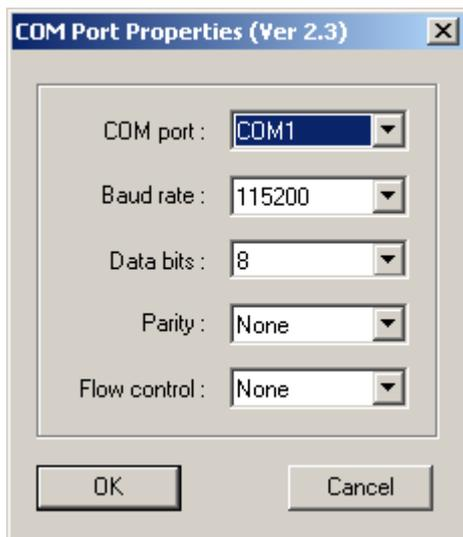 COM Port Properties (Ver 2.3)
COM port : COM1
Baud rate : 115200
Data bits : 8
Parity : None
Flow control : None
OK Cancel